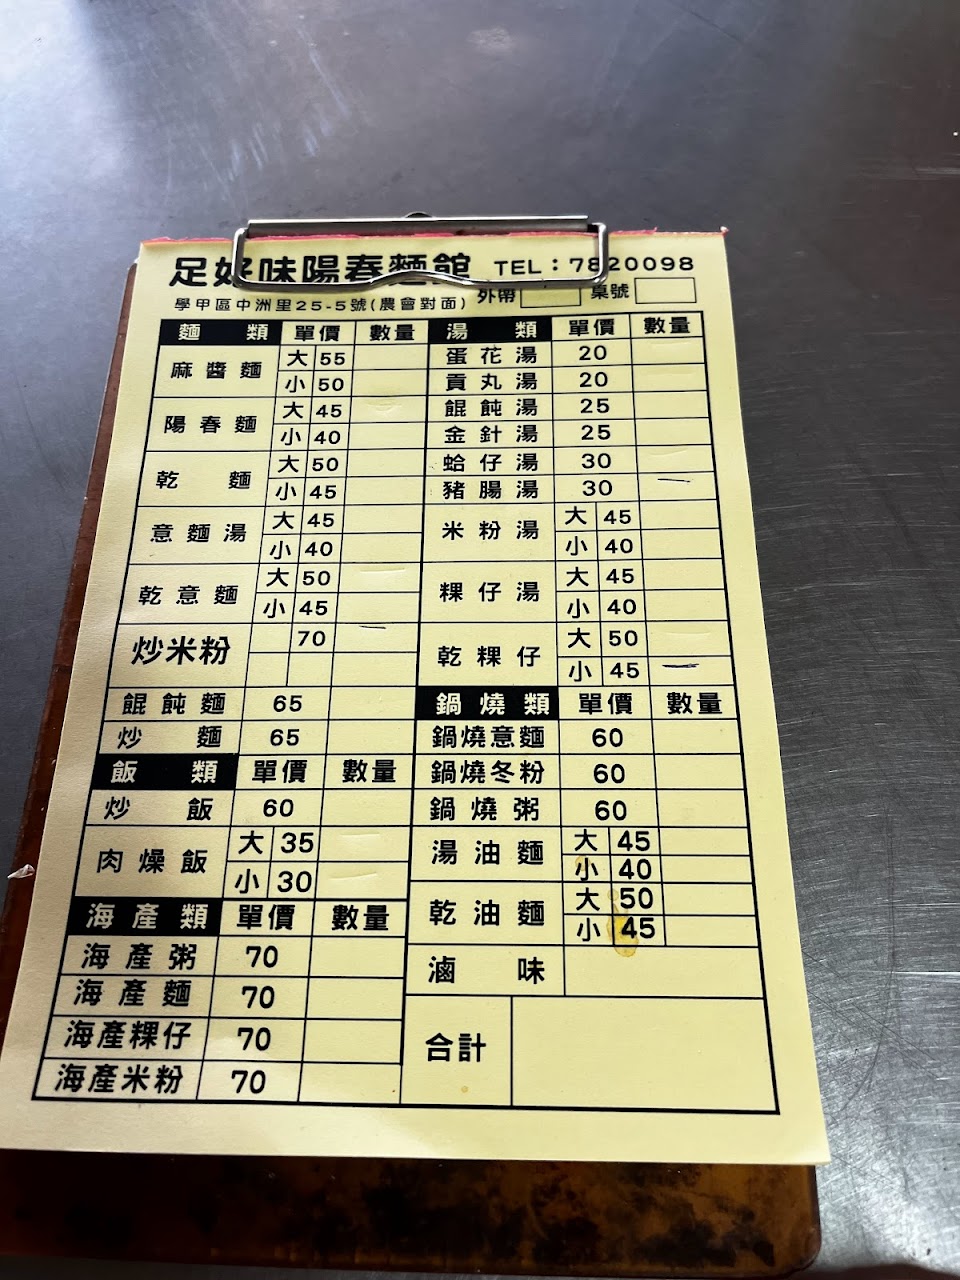 足好味陽春麵館 TEL：7820098
學甲區中洲里25-5號(農會對面) 外帶 桌號
麵類 單價 數量
麻醬麵 大 55
小 50
陽春麵 大 45
小 40
乾麵 大 50
小 45
意麵湯 大 45
小 40
乾意麵 大 50
小 45
炒米粉 70
餛飩麵 65
炒麵 65
飯類 單價 數量
炒飯 60
肉燥飯 大 35
小 30
海產類 單價 數量
海產粥 70
海產麵 70
海產粿仔 70
海產米粉 70
湯類 單價 數量
蛋花湯 20
貢丸湯 20
餛飩湯 25
金針湯 25
蛤仔湯 30
豬腸湯 30
米粉湯 大 45
小 40
粿仔湯 大 45
小 40
乾粿仔 大 50
小 45
鍋燒類 單價 數量
鍋燒意麵 60
鍋燒冬粉 60
鍋燒粥 60
湯油麵 大 45
小 40
乾油麵 大 50
小 45
滷味
合計